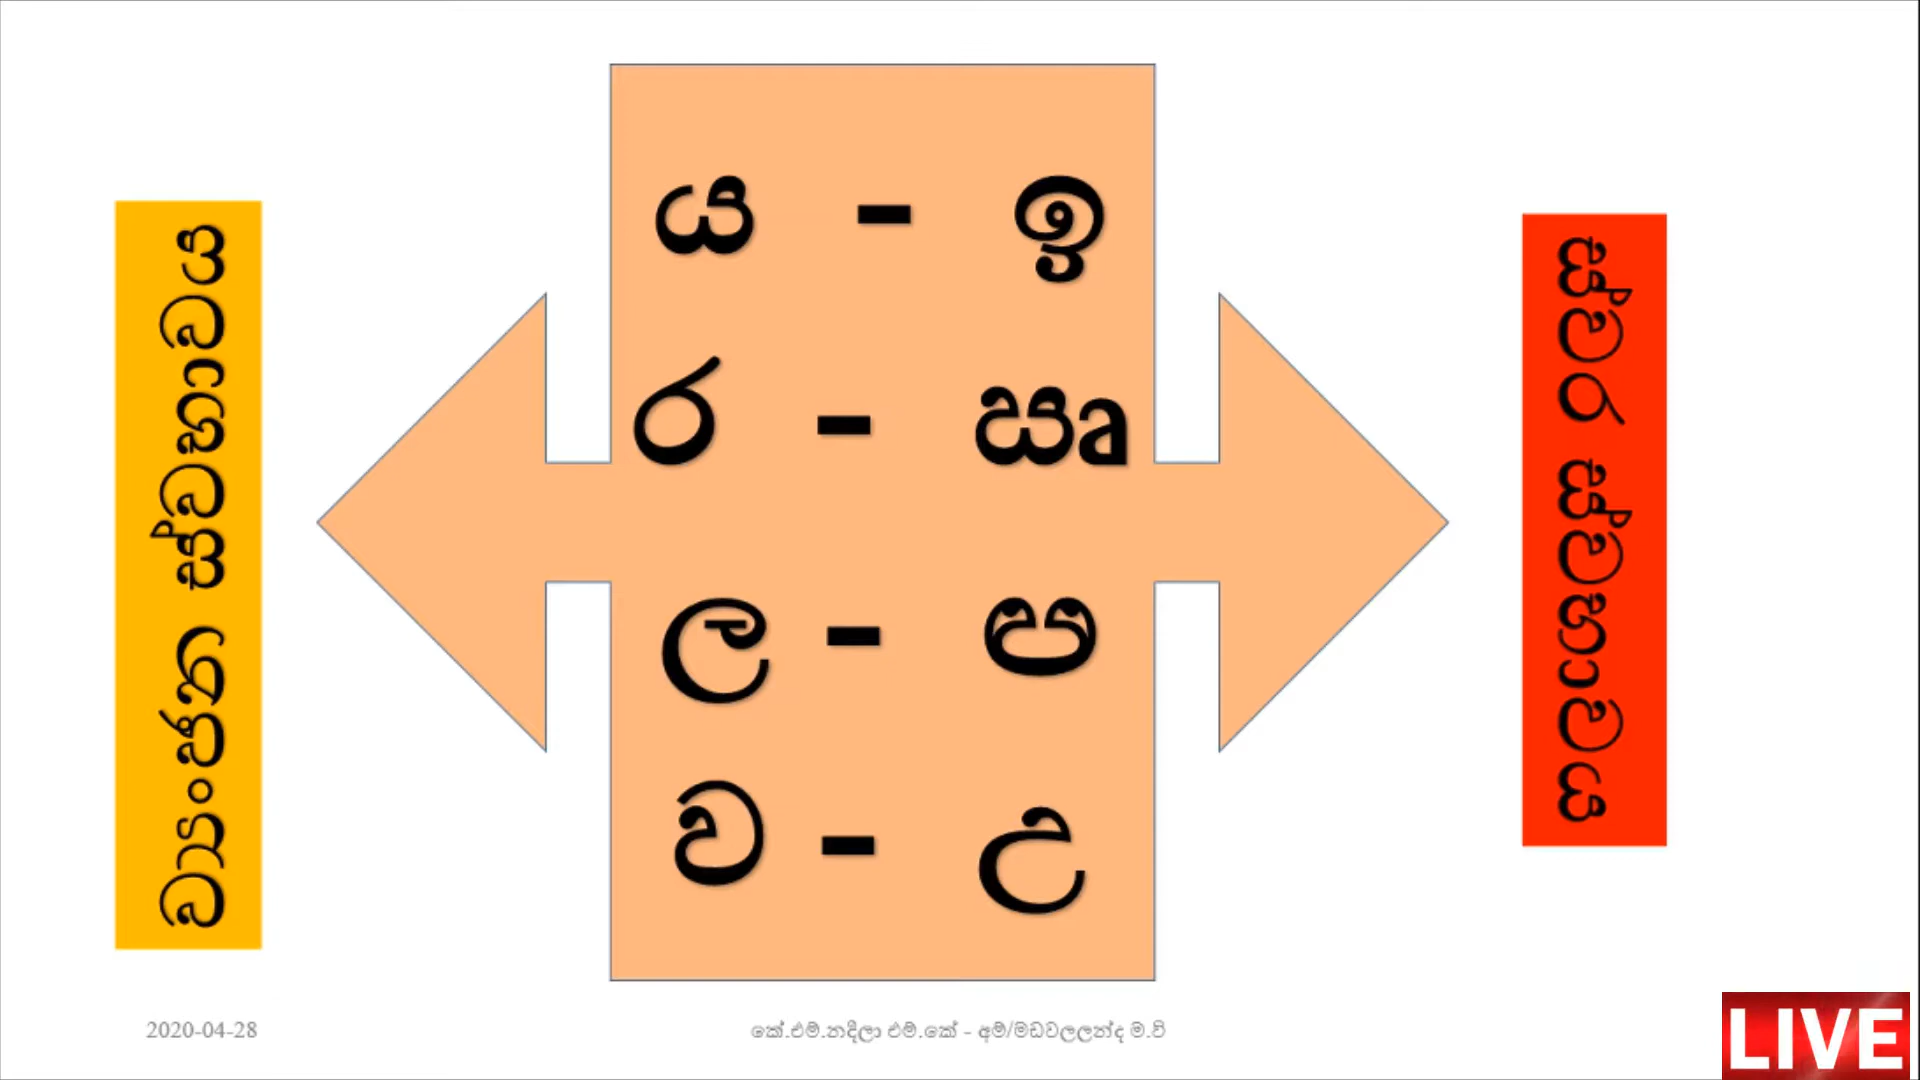 ව්‍යංජන ස්වභාවය
ය - ඉ
ර - ඍ
ල - ඏ
ව - උ
ස්වර ස්වභාවය
2020-04-28
කේ.එම්.නදීලා එම්.කේ - අම්/මඩවලලන්ද ම.වි
LIVE